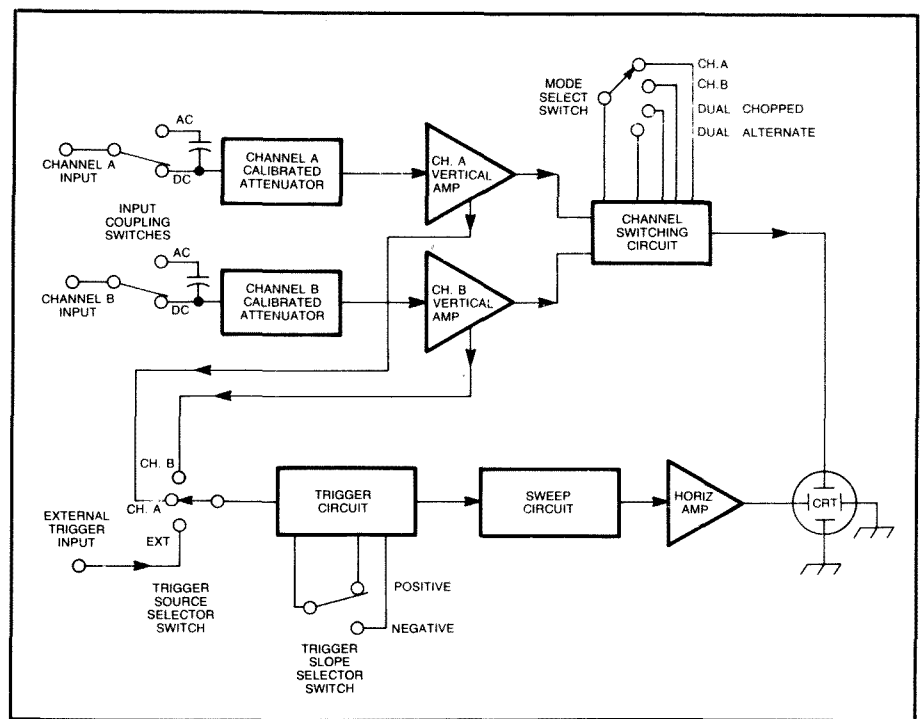 CH. A
CH. B
DUAL CHOPPED
DUAL ALTERNATE
MODE
SELECT
SWITCH
AC
CHANNEL A
INPUT
DC
CHANNEL A
CALIBRATED
ATTENUATOR
CH. A
VERTICAL
AMP
INPUT
COUPLING
SWITCHES
CHANNEL
SWITCHING
CIRCUIT
AC
CHANNEL B
INPUT
DC
CHANNEL B
CALIBRATED
ATTENUATOR
CH. B
VERTICAL
AMP
CH. B
CH. A
EXT
EXTERNAL
TRIGGER
INPUT
TRIGGER
SOURCE
SELECTOR
SWITCH
TRIGGER
CIRCUIT
SWEEP
CIRCUIT
HORIZ
AMP
CRT
POSITIVE
NEGATIVE
TRIGGER
SLOPE
SELECTOR
SWITCH